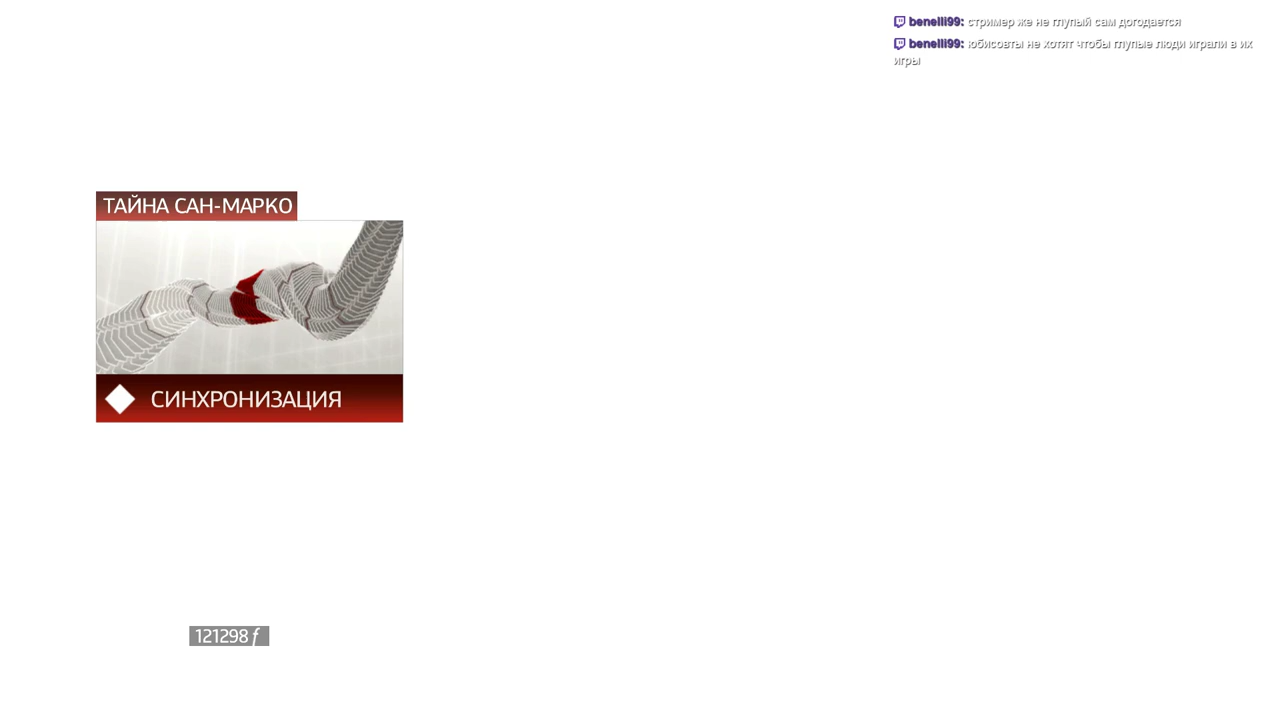 benelli99: стример же не глупый сам догодается
benelli99: юбисовты не хотят чтобы глупые люди играли в их
игры
ТАЙНА САН-МАРКО
СИНХРОНИЗАЦИЯ
121298 ƒ